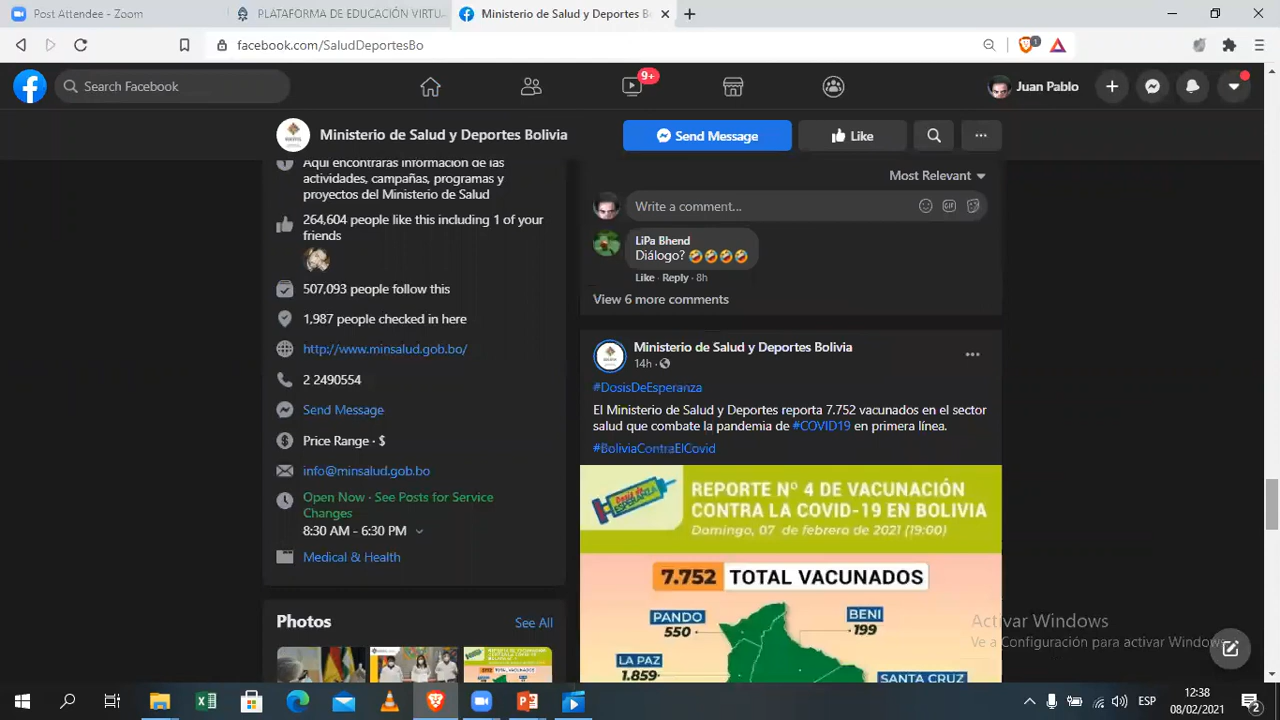 Post Attendee - Zoom
PLATAFORMA DE EDUCACIÓN VIRTU
Ministerio de Salud y Deportes B
facebook.com/SaludDeportesBo
1
Search Facebook
9+
Juan Pablo
Ministerio de Salud y Deportes Bolivia
Send Message
Like
Aquí encontraras información de las
actividades, campañas, programas y
proyectos del Ministerio de Salud
264,604 people like this including 1 of your
friends
507,093 people follow this
1,987 people checked in here
http://www.minsalud.gob.bo/
2 2490554
Send Message
Price Range · $
info@minsalud.gob.bo
Open Now · See Posts for Service
Changes
8:30 AM - 6:30 PM
Medical & Health
Photos
See All
Most Relevant
Write a comment...
GIF
LiPa Bhend
Diálogo? 🤣🤣🤣🤣
Like · Reply · 8h
View 6 more comments
Ministerio de Salud y Deportes Bolivia
14h ·
#DosisDeEsperanza
El Ministerio de Salud y Deportes reporta 7.752 vacunados en el sector
salud que combate la pandemia de #COVID19 en primera línea.
#BoliviaContraElCovid
Dosis de
ESPERANZA
REPORTE Nº 4 DE VACUNACIÓN
CONTRA LA COVID-19 EN BOLIVIA
Domingo, 07 de febrero de 2021 (19:00)
7.752 TOTAL VACUNADOS
PANDO
550
BENI
199
LA PAZ
1.859
SANTA CRUZ
Activar Windows
Ve a Configuración para activar Windows.
ESP
12:38
08/02/2021
2